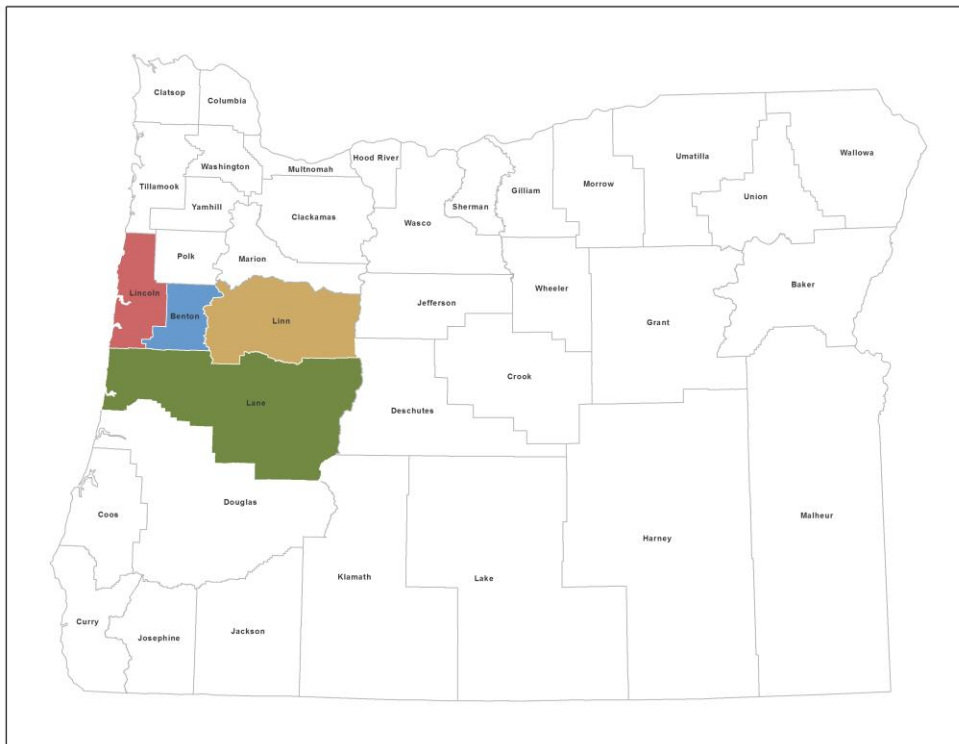 Clatsop
Columbia
Hood River
Umatilla
Wallowa
Washington
Multnomah
Tillamook
Gilliam
Morrow
Union
Yamhill
Clackamas
Sherman
Wasco
Polk
Marion
Lincoln
Jefferson
Wheeler
Baker
Benton
Linn
Grant
Crook
Lane
Deschutes
Douglas
Coos
Malheur
Harney
Klamath
Lake
Curry
Josephine
Jackson